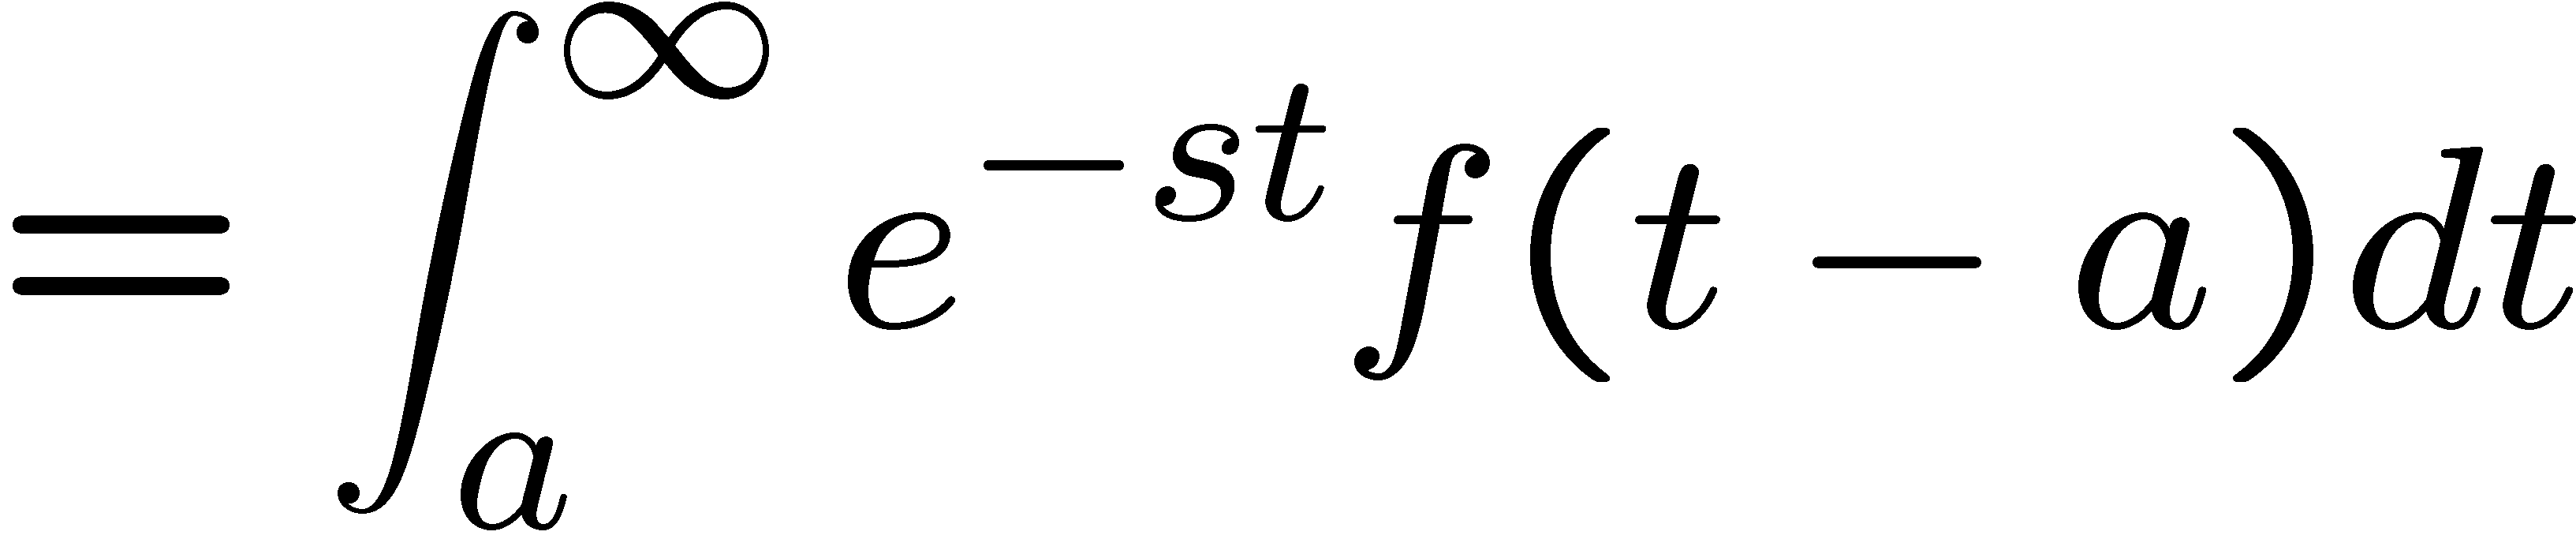 = ∫_a^∞ e^{-st} f(t - a)dt